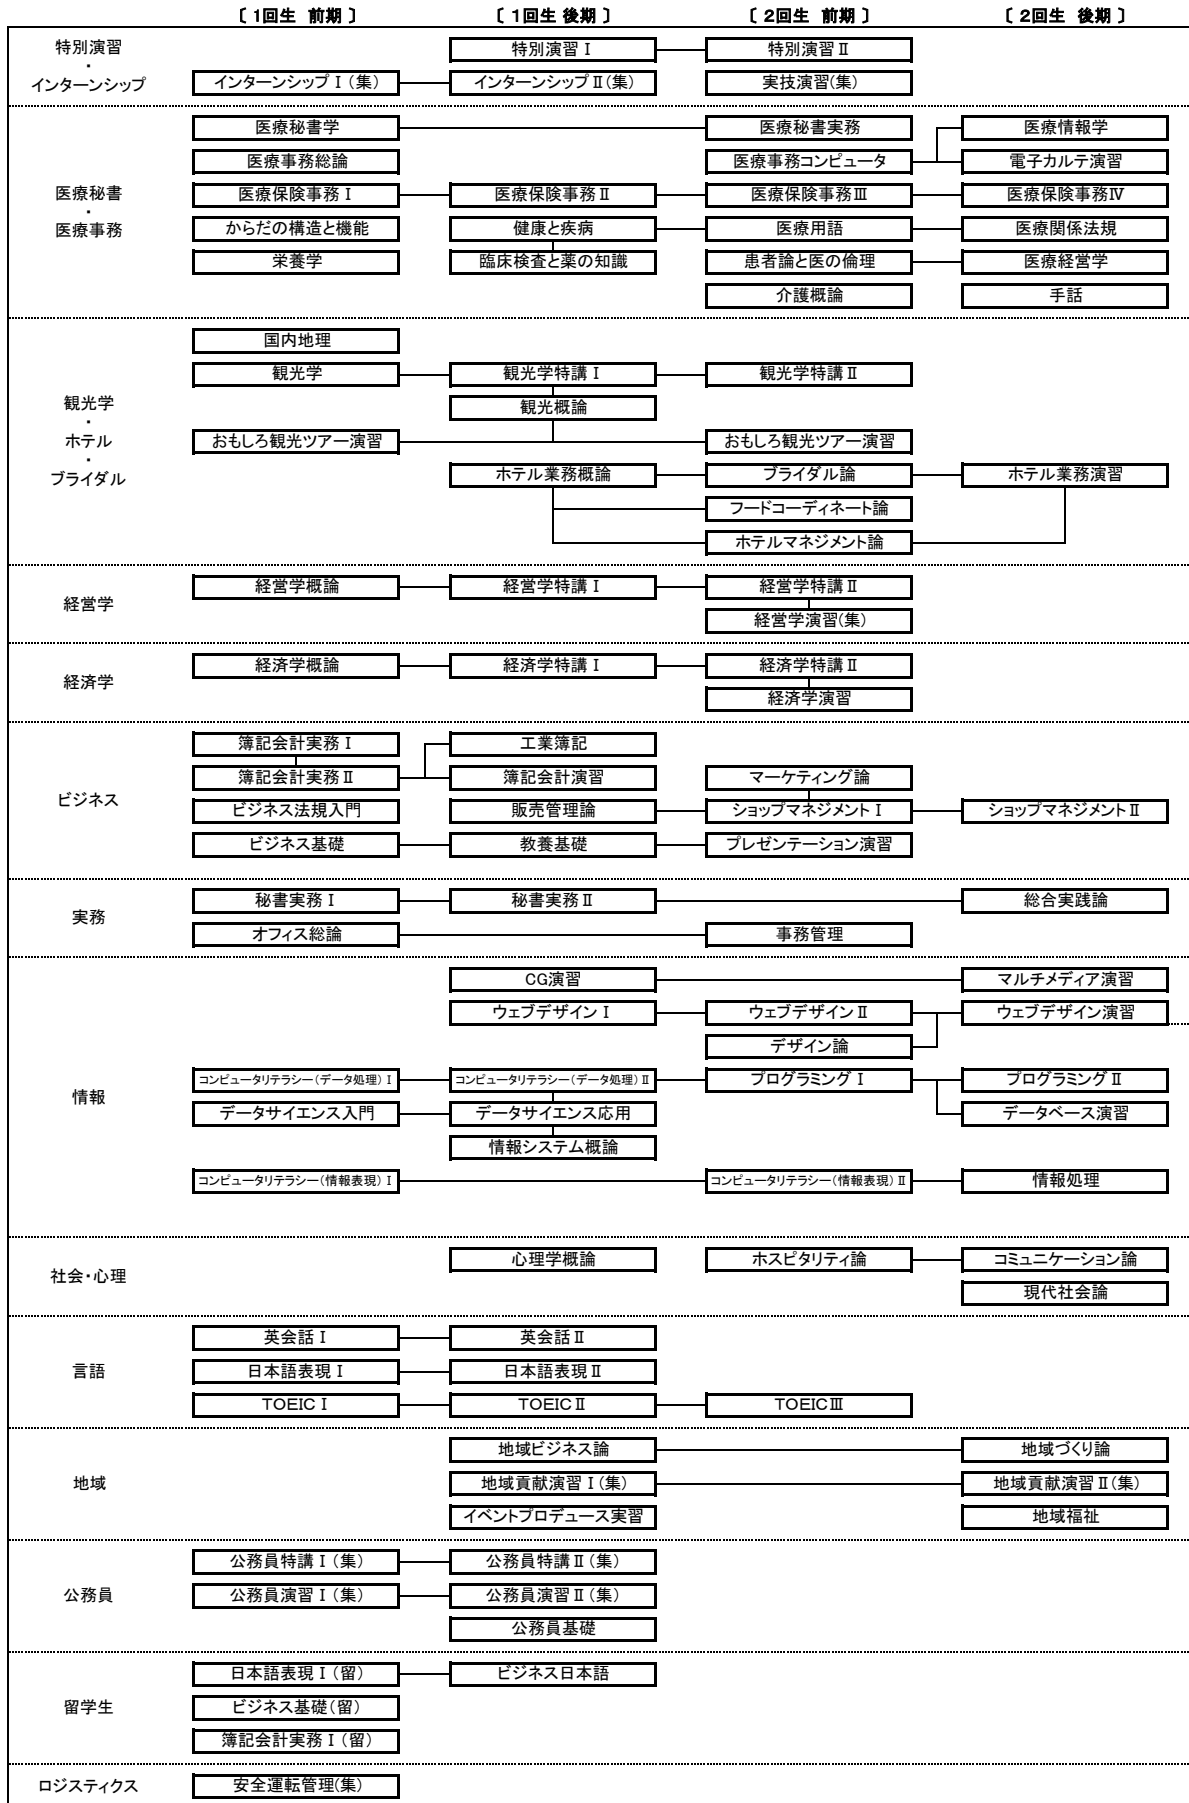 〔 1回生 前期 〕 〔 1回生 後期 〕 〔 2回生 前期 〕 〔 2回生 後期 〕
特別演習
・
インターンシップ
特別演習Ⅰ 特別演習Ⅱ
インターンシップⅠ(集) インターンシップⅡ(集) 実技演習(集)
医療秘書
・
医療事務
医療秘書学 医療秘書実務 医療情報学
医療事務総論 医療事務コンピュータ 電子カルテ演習
医療保険事務Ⅰ 医療保険事務Ⅱ 医療保険事務Ⅲ 医療保険事務Ⅳ
からだの構造と機能 健康と疾病 医療用語 医療関係法規
栄養学 臨床検査と薬の知識 患者論と医の倫理 医療経営学
介護概論 手話
観光学
・
ホテル
・
ブライダル
国内地理
観光学 観光学特講Ⅰ 観光学特講Ⅱ
観光概論
おもしろ観光ツアー演習 おもしろ観光ツアー演習
ホテル業務概論 ブライダル論 ホテル業務演習
フードコーディネート論
ホテルマネジメント論
経営学
経営学概論 経営学特講Ⅰ 経営学特講Ⅱ
経営学演習(集)
経済学
経済学概論 経済学特講Ⅰ 経済学特講Ⅱ
経済学演習
ビジネス
簿記会計実務Ⅰ 工業簿記
簿記会計実務Ⅱ 簿記会計演習 マーケティング論
ビジネス法規入門 販売管理論 ショップマネジメントⅠ ショップマネジメントⅡ
ビジネス基礎 教養基礎 プレゼンテーション演習
実務
秘書実務Ⅰ 秘書実務Ⅱ 総合実践論
オフィス総論 事務管理
情報
CG演習 マルチメディア演習
ウェブデザインⅠ ウェブデザインⅡ ウェブデザイン演習
デザイン論
コンピュータリテラシー(データ処理)Ⅰ コンピュータリテラシー(データ処理)Ⅱ プログラミングⅠ プログラミングⅡ
データサイエンス入門 データサイエンス応用 データベース演習
情報システム概論
コンピュータリテラシー(情報表現)Ⅰ コンピュータリテラシー(情報表現)Ⅱ 情報処理
社会・心理
心理学概論 ホスピタリティ論 コミュニケーション論
現代社会論
言語
英会話Ⅰ 英会話Ⅱ
日本語表現Ⅰ 日本語表現Ⅱ
TOEICⅠ TOEICⅡ TOEICⅢ
地域
地域ビジネス論 地域づくり論
地域貢献演習Ⅰ(集) 地域貢献演習Ⅱ(集)
イベントプロデュース実習 地域福祉
公務員
公務員特講Ⅰ(集) 公務員特講Ⅱ(集)
公務員演習Ⅰ(集) 公務員演習Ⅱ(集)
公務員基礎
留学生
日本語表現Ⅰ(留) ビジネス日本語
ビジネス基礎(留)
簿記会計実務Ⅰ(留)
ロジスティクス
安全運転管理(集)